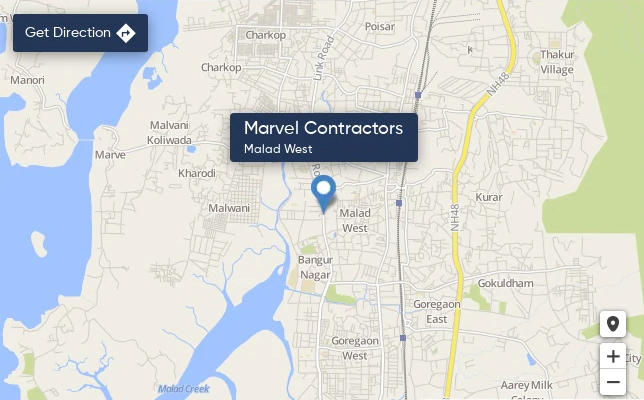 Get Direction
Poisar
Charkop
Link Road
Thakur
Village
Charkop
Manori
NH48
Malvani
Koliwada
Marvel Contractors
Malad West
Marve
Kharodi
Kurar
Malwani
Malad
West
NH48
Bangur
Nagar
Gokuldham
Goregaon
East
Goregaon
West
City
Malad Creek
Aarey Milk